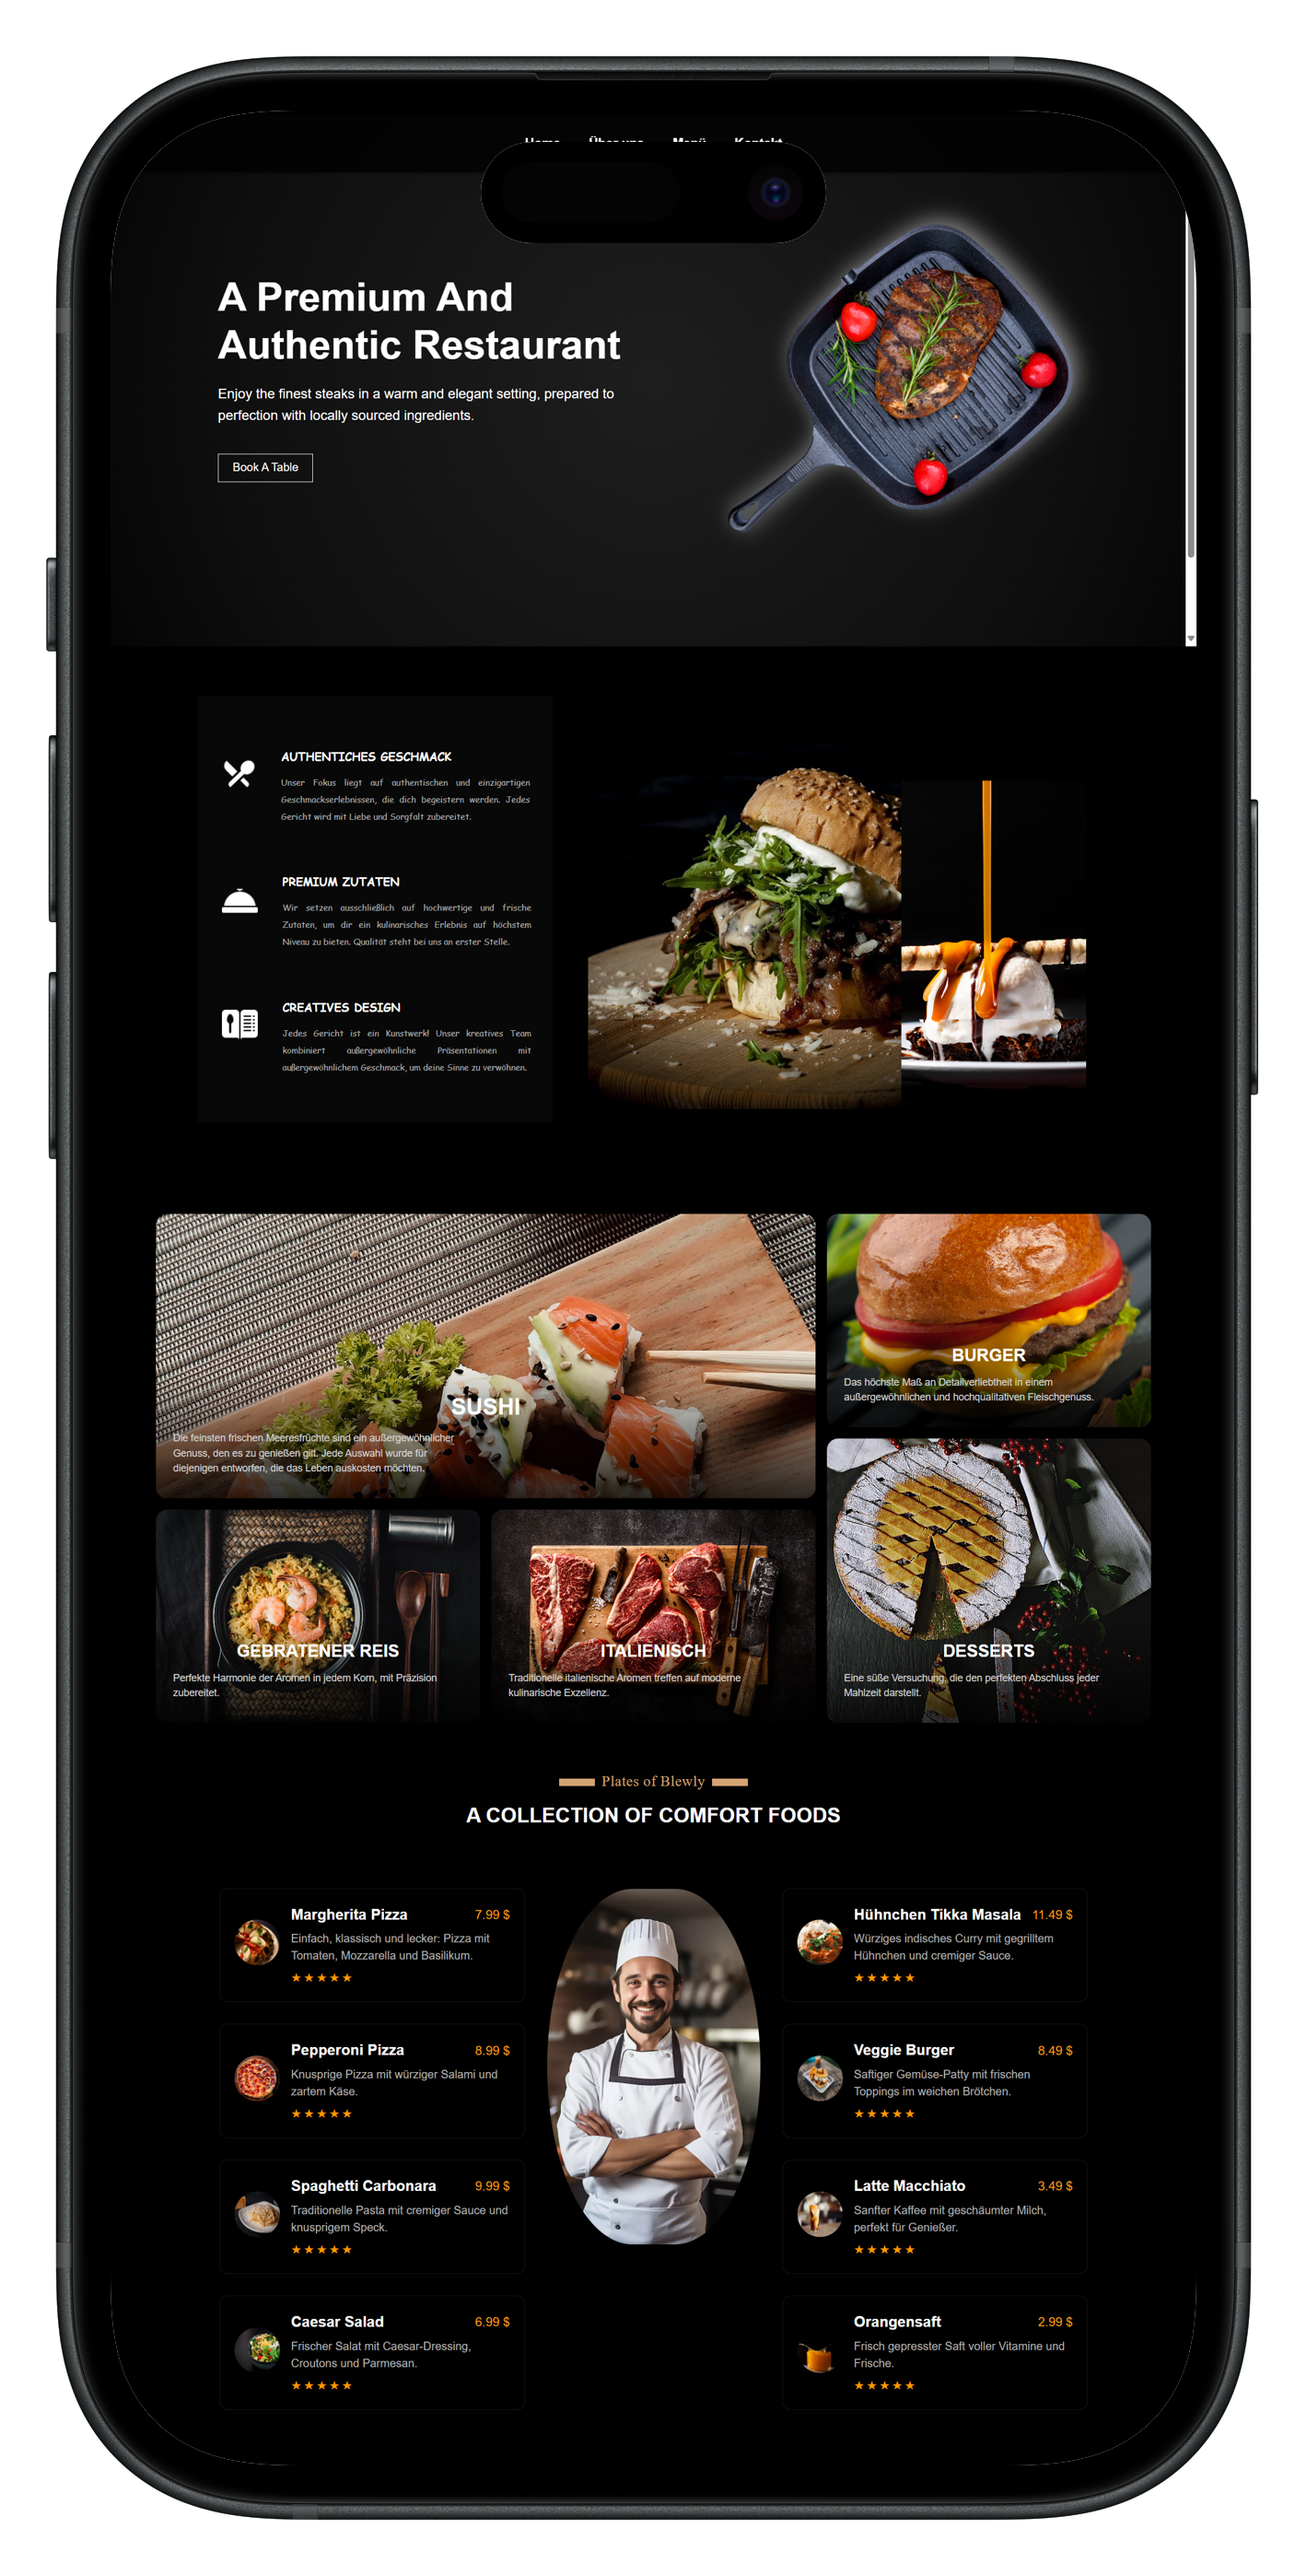 Home Über uns Menü Kontakt
A Premium And
Authentic Restaurant
Enjoy the finest steaks in a warm and elegant setting, prepared to
perfection with locally sourced ingredients.
Book A Table
AUTHENTICHES GESCHMACK
Unser Fokus liegt auf authentischen und einzigartigen
Geschmackserlebnissen, die dich begeistern werden. Jedes
Gericht wird mit Liebe und Sorgfalt zubereitet.
PREMIUM ZUTATEN
Wir setzen ausschließlich auf hochwertige und frische
Zutaten, um dir ein kulinarisches Erlebnis auf höchstem
Niveau zu bieten. Qualität steht bei uns an erster Stelle.
CREATIVES DESIGN
Jedes Gericht ist ein Kunstwerk! Unser kreatives Team
kombiniert außergewöhnliche Präsentationen mit
außergewöhnlichem Geschmack, um deine Sinne zu verwöhnen.
SUSHI
Die feinsten frischen Meeresfrüchte sind ein außergewöhnlicher
Genuss, den es zu genießen gilt. Jede Auswahl wurde für
diejenigen entworfen, die das Leben auskosten möchten.
BURGER
Das höchste Maß an Detailverliebtheit in einem
außergewöhnlichen und hochqualitativen Fleischgenuss.
GEBRATENER REIS
Perfekte Harmonie der Aromen in jedem Korn, mit Präzision
zubereitet.
ITALIENISCH
Traditionelle italienische Aromen treffen auf moderne
kulinarische Exzellenz.
DESSERTS
Eine süße Versuchung, die den perfekten Abschluss jeder
Mahlzeit darstellt.
Plates of Blewly
A COLLECTION OF COMFORT FOODS
Margherita Pizza 7.99 $
Einfach, klassisch und lecker: Pizza mit
Tomaten, Mozzarella und Basilikum.
★★★★★
Pepperoni Pizza 8.99 $
Knusprige Pizza mit würziger Salami und
zartem Käse.
★★★★★
Spaghetti Carbonara 9.99 $
Traditionelle Pasta mit cremiger Sauce und
knusprigem Speck.
★★★★★
Caesar Salad 6.99 $
Frischer Salat mit Caesar-Dressing,
Croutons und Parmesan.
★★★★★
Hühnchen Tikka Masala 11.49 $
Würziges indisches Curry mit gegrilltem
Hühnchen und cremiger Sauce.
★★★★★
Veggie Burger 8.49 $
Saftiger Gemüse-Patty mit frischen
Toppings im weichen Brötchen.
★★★★★
Latte Macchiato 3.49 $
Sanfter Kaffee mit geschäumter Milch,
perfekt für Genießer.
★★★★★
Orangensaft 2.99 $
Frisch gepresster Saft voller Vitamine und
Frische.
★★★★★